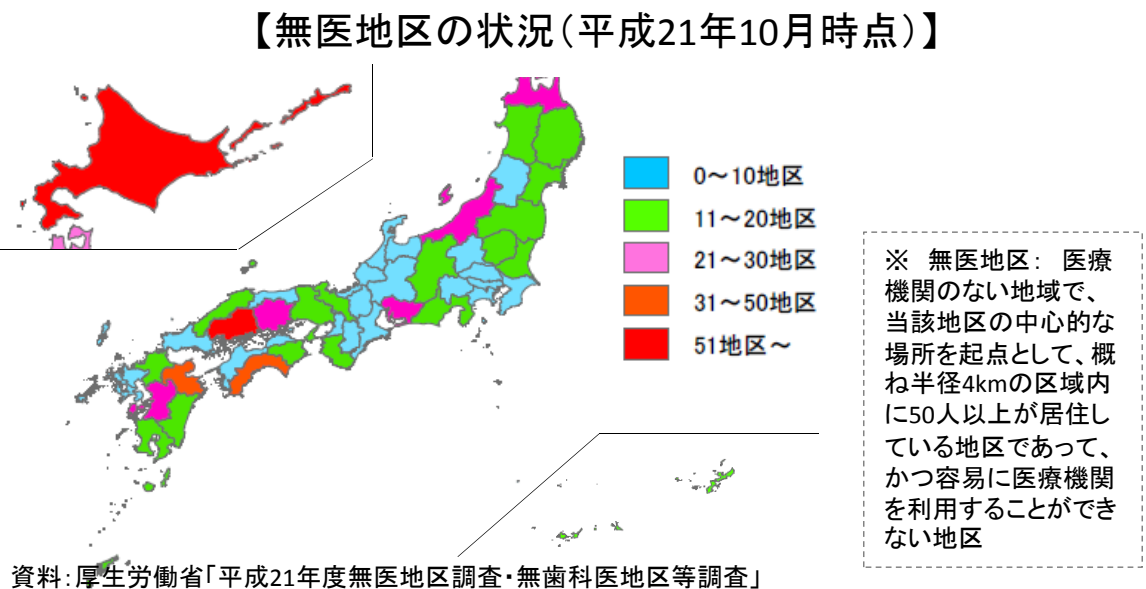 【無医地区の状況（平成21年10月時点）】
0～10地区
11～20地区
21～30地区
31～50地区
51地区～
※　無医地区：　医療
機関のない地域で、
当該地区の中心的な
場所を起点として、概
ね半径4kmの区域内
に50人以上が居住し
ている地区であって、
かつ容易に医療機関
を利用することができ
ない地区
資料：厚生労働省「平成21年度無医地区調査・無歯科医地区等調査」